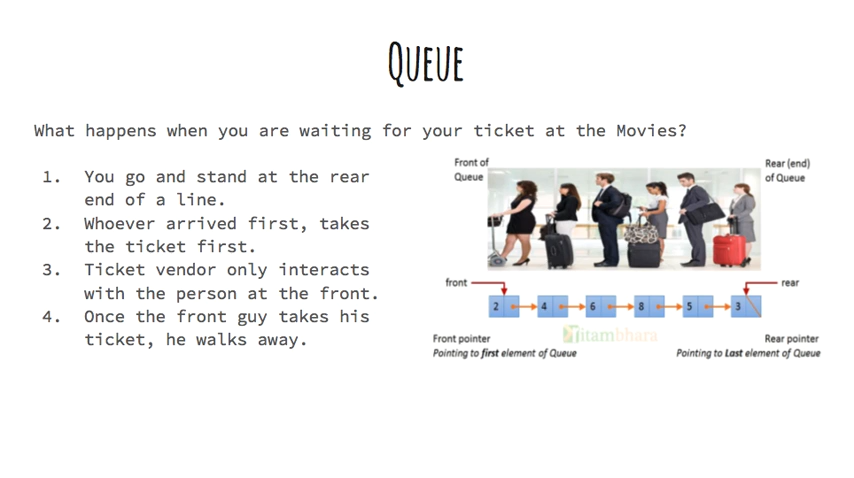 QUEUE
What happens when you are waiting for your ticket at the Movies?
1. You go and stand at the rear
end of a line.
2. Whoever arrived first, takes
the ticket first.
3. Ticket vendor only interacts
with the person at the front.
4. Once the front guy takes his
ticket, he walks away.
Front of
Queue
Rear (end)
of Queue
front
rear
2 4 6 8 5 3
Titambhara
Front pointer
Pointing to first element of Queue
Rear pointer
Pointing to Last element of Queue